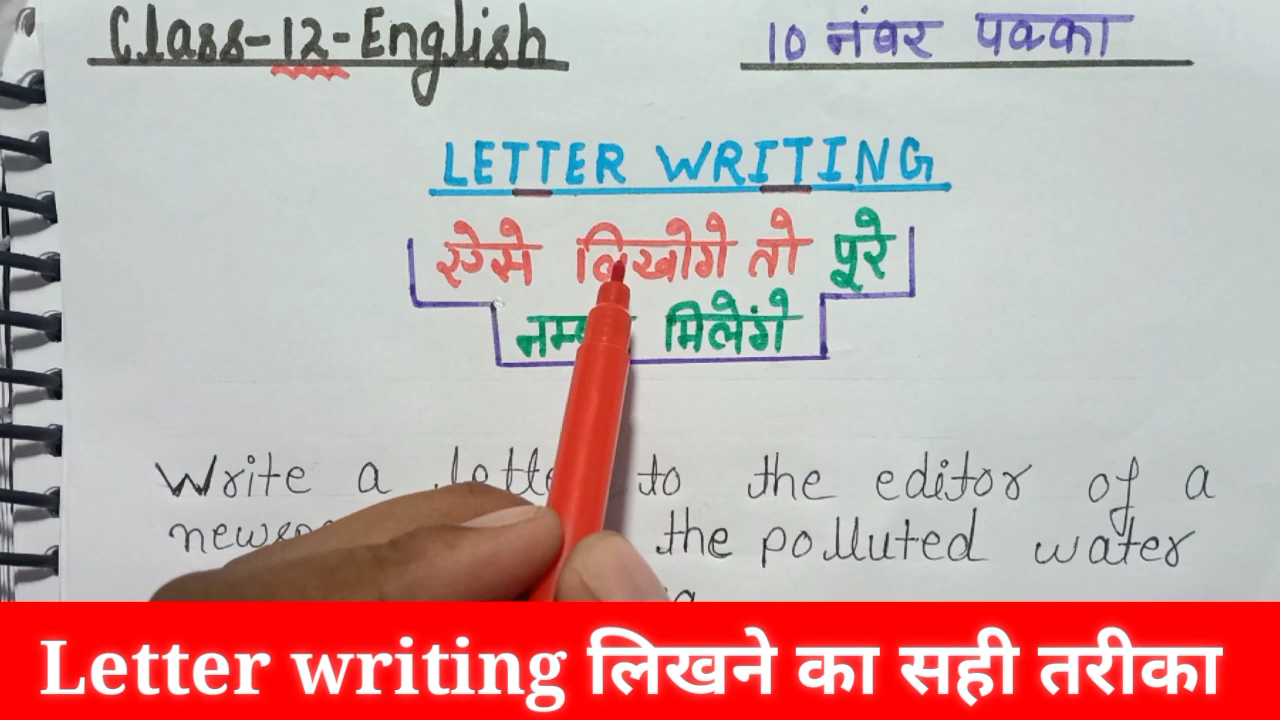 Class-12-English
10 नंबर पक्का
LETTER WRITING
ऐसे लिखोगे तो पूरे
मिलेंगे
Write a to the editor of a
the polluted water
Letter writing लिखने का सही तरीका